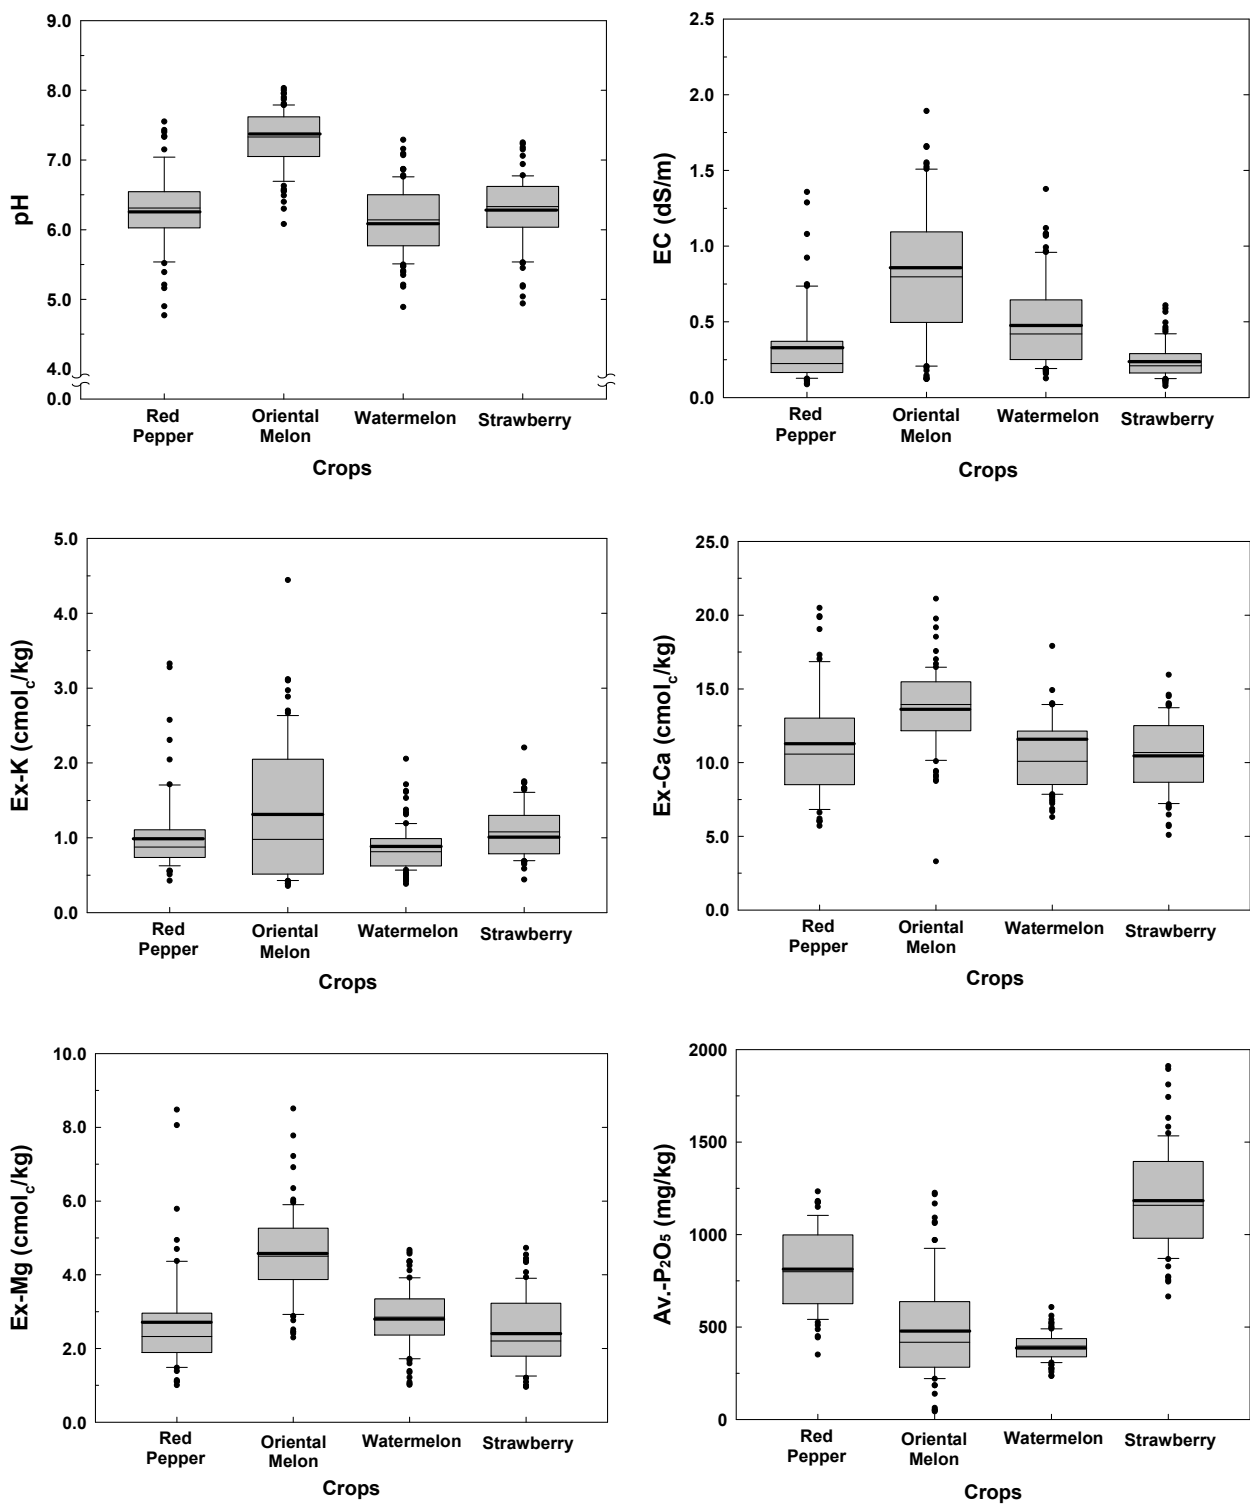 9.0
8.0
7.0
6.0
5.0
4.0
0.0
pH
Red
Pepper
Oriental
Melon
Watermelon
Strawberry
Crops
2.5
2.0
1.5
1.0
0.5
0.0
EC (dS/m)
Red
Pepper
Oriental
Melon
Watermelon
Strawberry
Crops
5.0
4.0
3.0
2.0
1.0
0.0
Ex-K (cmolc/kg)
Red
Pepper
Oriental
Melon
Watermelon
Strawberry
Crops
25.0
20.0
15.0
10.0
5.0
0.0
Ex-Ca (cmolc/kg)
Red
Pepper
Oriental
Melon
Watermelon
Strawberry
Crops
10.0
8.0
6.0
4.0
2.0
0.0
Ex-Mg (cmolc/kg)
Red
Pepper
Oriental
Melon
Watermelon
Strawberry
Crops
2000
1500
1000
500
0
Av.-P2O5 (mg/kg)
Red
Pepper
Oriental
Melon
Watermelon
Strawberry
Crops